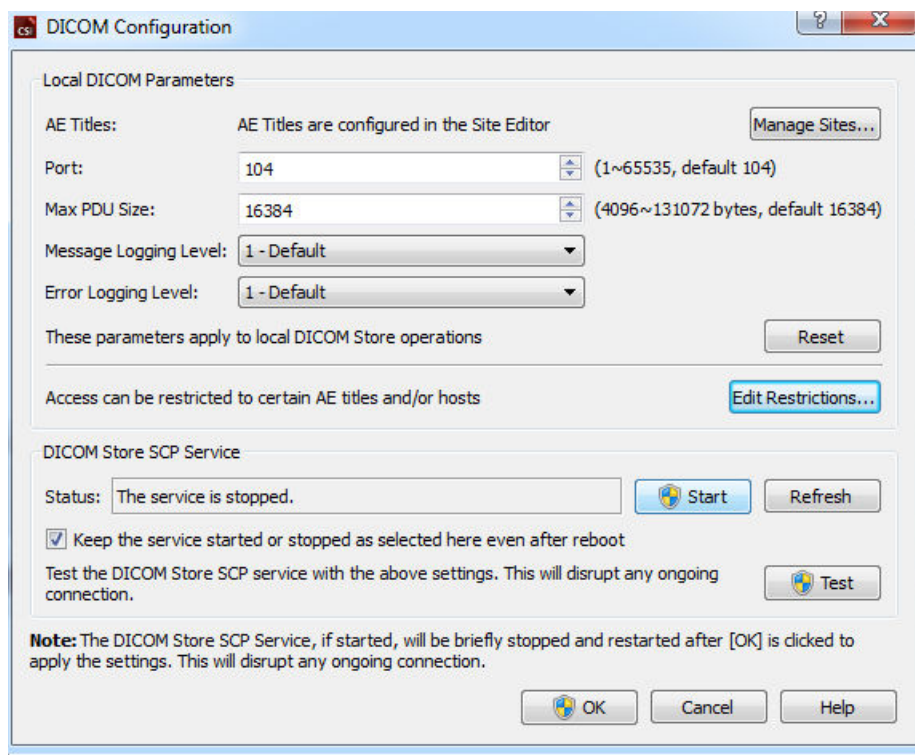 CSi DICOM Configuration ?
Local DICOM Parameters
AE Titles: AE Titles are configured in the Site Editor Manage Sites...
Port: 104 (1~65535, default 104)
Max PDU Size: 16384 (4096~131072 bytes, default 16384)
Message Logging Level: 1 - Default
Error Logging Level: 1 - Default
These parameters apply to local DICOM Store operations Reset
Access can be restricted to certain AE titles and/or hosts Edit Restrictions...
DICOM Store SCP Service
Status: The service is stopped. Start Refresh
Keep the service started or stopped as selected here even after reboot
Test the DICOM Store SCP service with the above settings. This will disrupt any ongoing
connection. Test
Note: The DICOM Store SCP Service, if started, will be briefly stopped and restarted after [OK] is clicked to
apply the settings. This will disrupt any ongoing connection.
OK Cancel Help